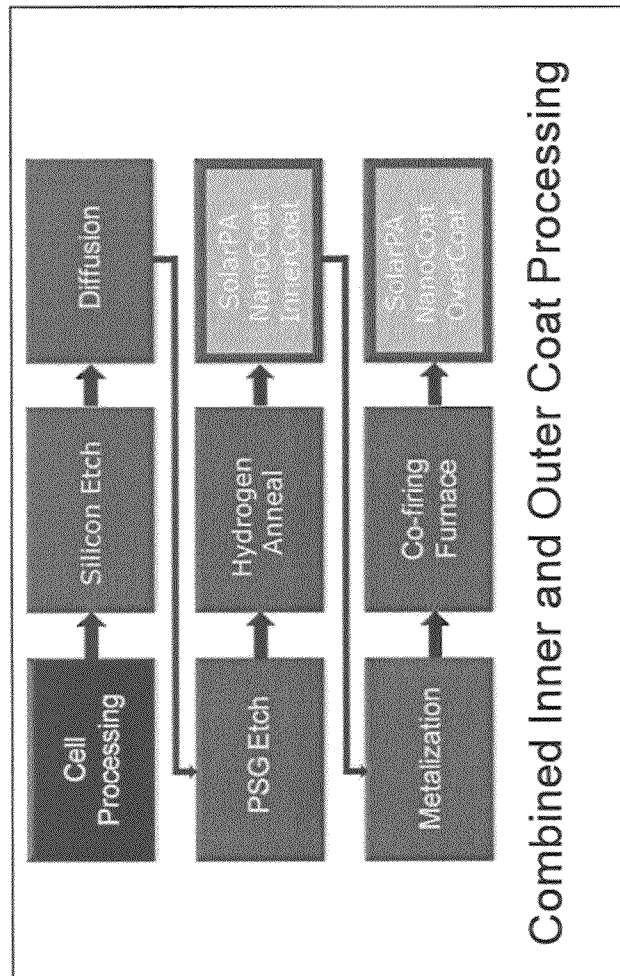 Cell
Processing
Silicon Etch
Diffusion
PSG Etch
Hydrogen
Anneal
SolarPA
NanoCoat
InnerCoat
Metalization
Co-firing
Furnace
SolarPA
NanoCoat
OverCoat
Combined Inner and Outer Coat Processing